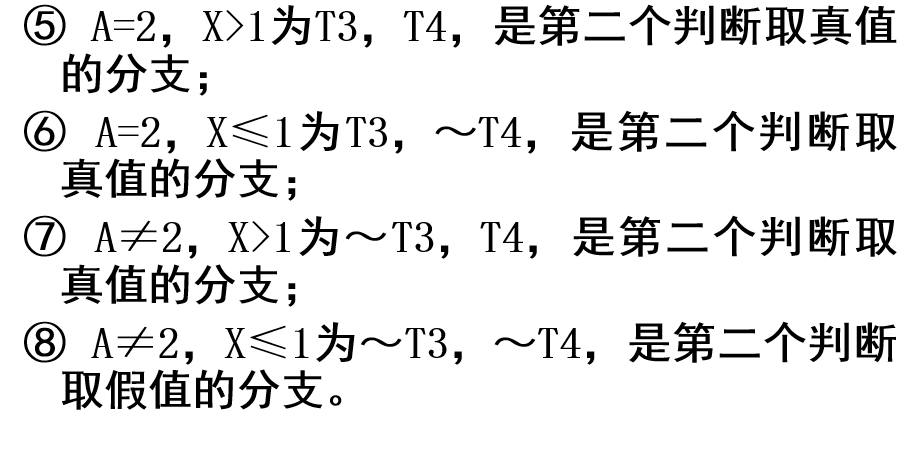 ⑤ A=2，X>1为T3，T4，是第二个判断取真值
的分支；
⑥ A=2，X≤1为T3，～T4，是第二个判断取
真值的分支；
⑦ A≠2，X>1为～T3，T4，是第二个判断取
真值的分支；
⑧ A≠2，X≤1为～T3，～T4，是第二个判断
取假值的分支。